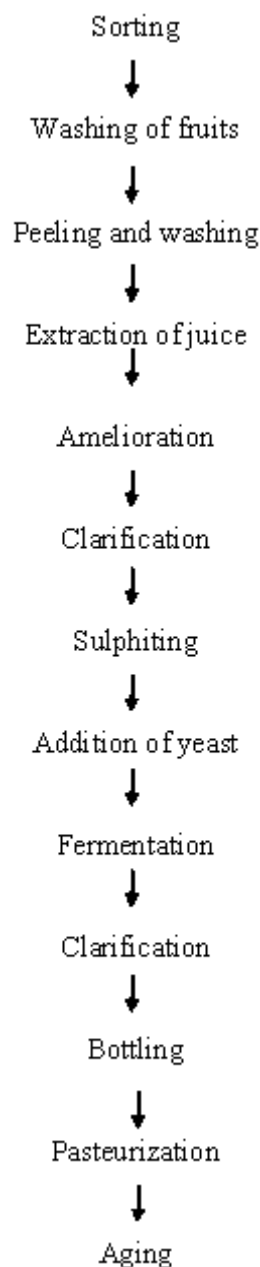 Sorting
Washing of fruits
Peeling and washing
Extraction of juice
Amelioration
Clarification
Sulphiting
Addition of yeast
Fermentation
Clarification
Bottling
Pasteurization
Aging